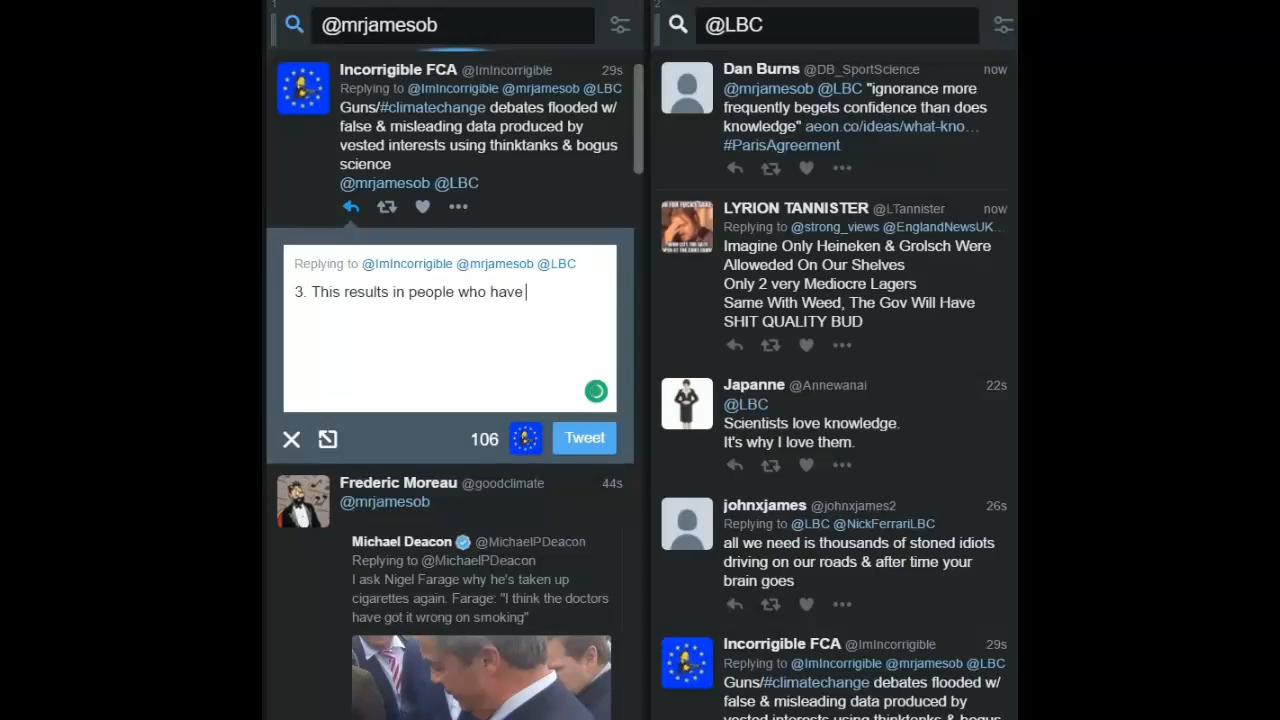 1
@mrjamesob
Incorrigible FCA @ImIncorrigible 29s
Replying to @ImIncorrigible @mrjamesob @LBC
Guns/#climatechange debates flooded w/
false & misleading data produced by
vested interests using thinktanks & bogus
science
@mrjamesob @LBC
Replying to @ImIncorrigible @mrjamesob @LBC
3. This results in people who have
106
Tweet
Frederic Moreau @goodclimate 44s
@mrjamesob
Michael Deacon @MichaelPDeacon
Replying to @MichaelPDeacon
I ask Nigel Farage why he's taken up
cigarettes again. Farage: "I think the doctors
have got it wrong on smoking"
2
@LBC
Dan Burns @DB_SportScience now
@mrjamesob @LBC "ignorance more
frequently begets confidence than does
knowledge" aeon.co/ideas/what-kno…
#ParisAgreement
LYRION TANNISTER @LTannister now
Replying to @strong_views @EnglandNewsUK…
Imagine Only Heineken & Grolsch Were
Alloweded On Our Shelves
Only 2 very Mediocre Lagers
Same With Weed, The Gov Will Have
SHIT QUALITY BUD
Japanne @Annewanai 22s
@LBC
Scientists love knowledge.
It's why I love them.
johnxjames @johnxjames2 26s
Replying to @LBC @NickFerrariLBC
all we need is thousands of stoned idiots
driving on our roads & after time your
brain goes
Incorrigible FCA @ImIncorrigible 29s
Replying to @ImIncorrigible @mrjamesob @LBC
Guns/#climatechange debates flooded w/
false & misleading data produced by
vested interests using thinktanks & bogus